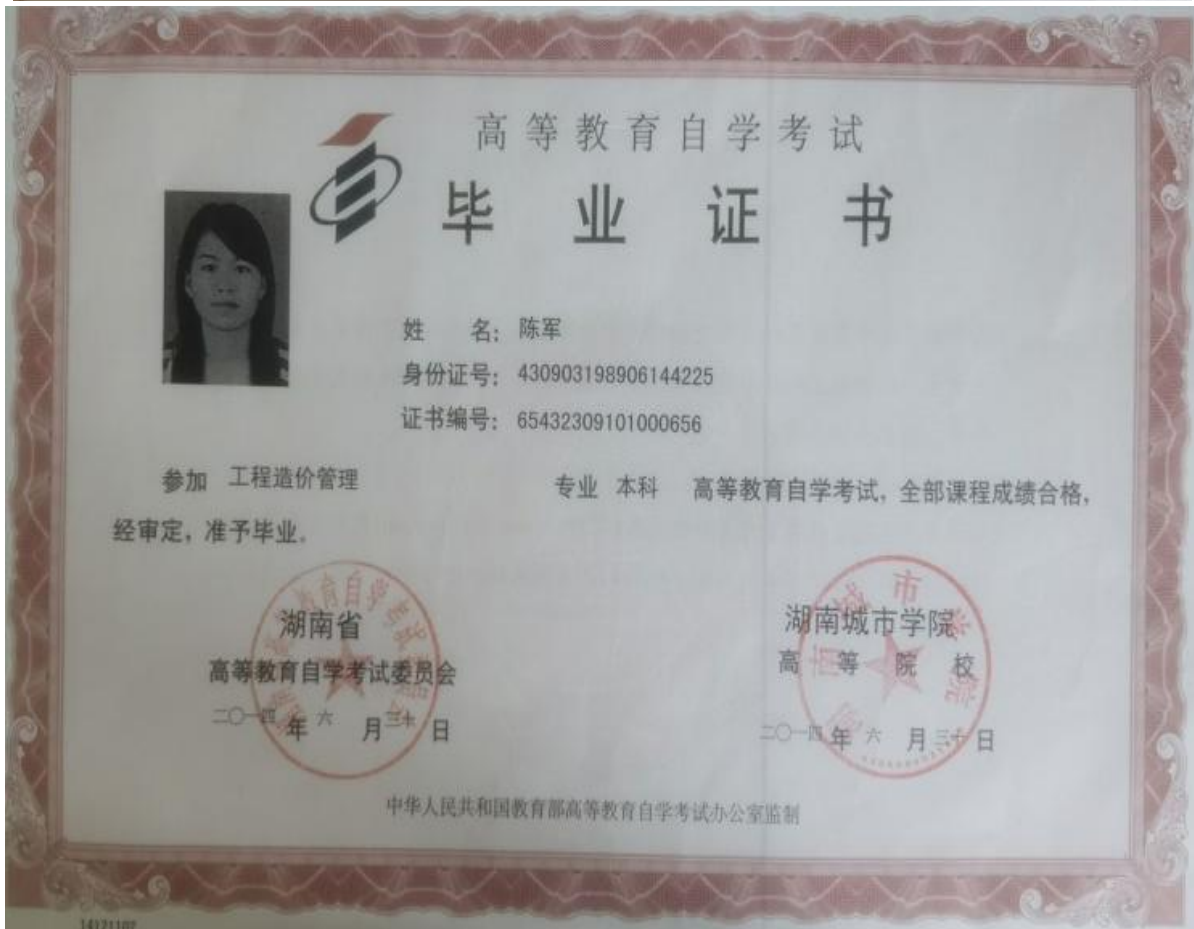 高等教育自学考试
毕业证书
姓 名：陈军
身份证号：430903198906144225
证书编号：65432309101000656
参加 工程造价管理 专业 本科 高等教育自学考试，全部课程成绩合格，
经审定，准予毕业。
湖南省 湖南城市学院
高等教育自学考试委员会 高等院校
二〇一四年六月三十日 二〇一四年六月三十日
中华人民共和国教育部高等教育自学考试办公室监制
14121102